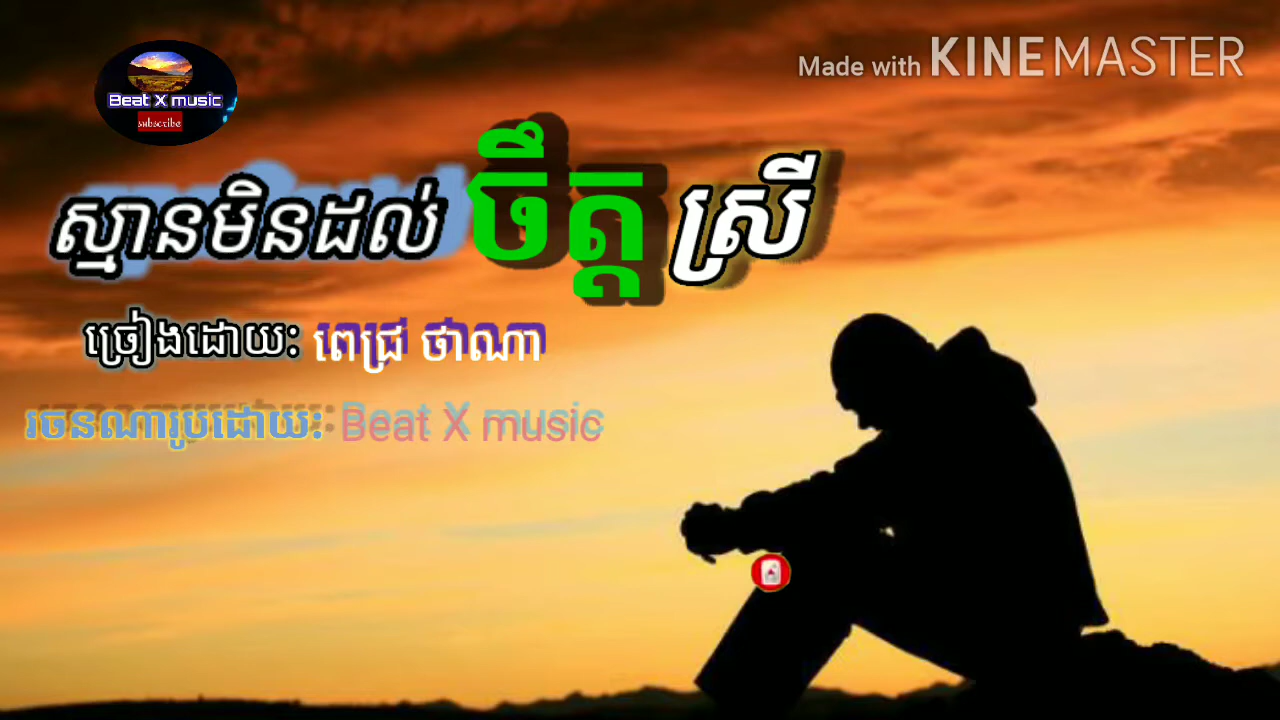 Made with KINEMASTER
Beat X music
subscribe
ស្មានមិនដល់ ចឹត្ត ស្រី
ច្រៀងដោយ: ពេជ្រ ថាណា
រចនណារូបដោយ: Beat X music